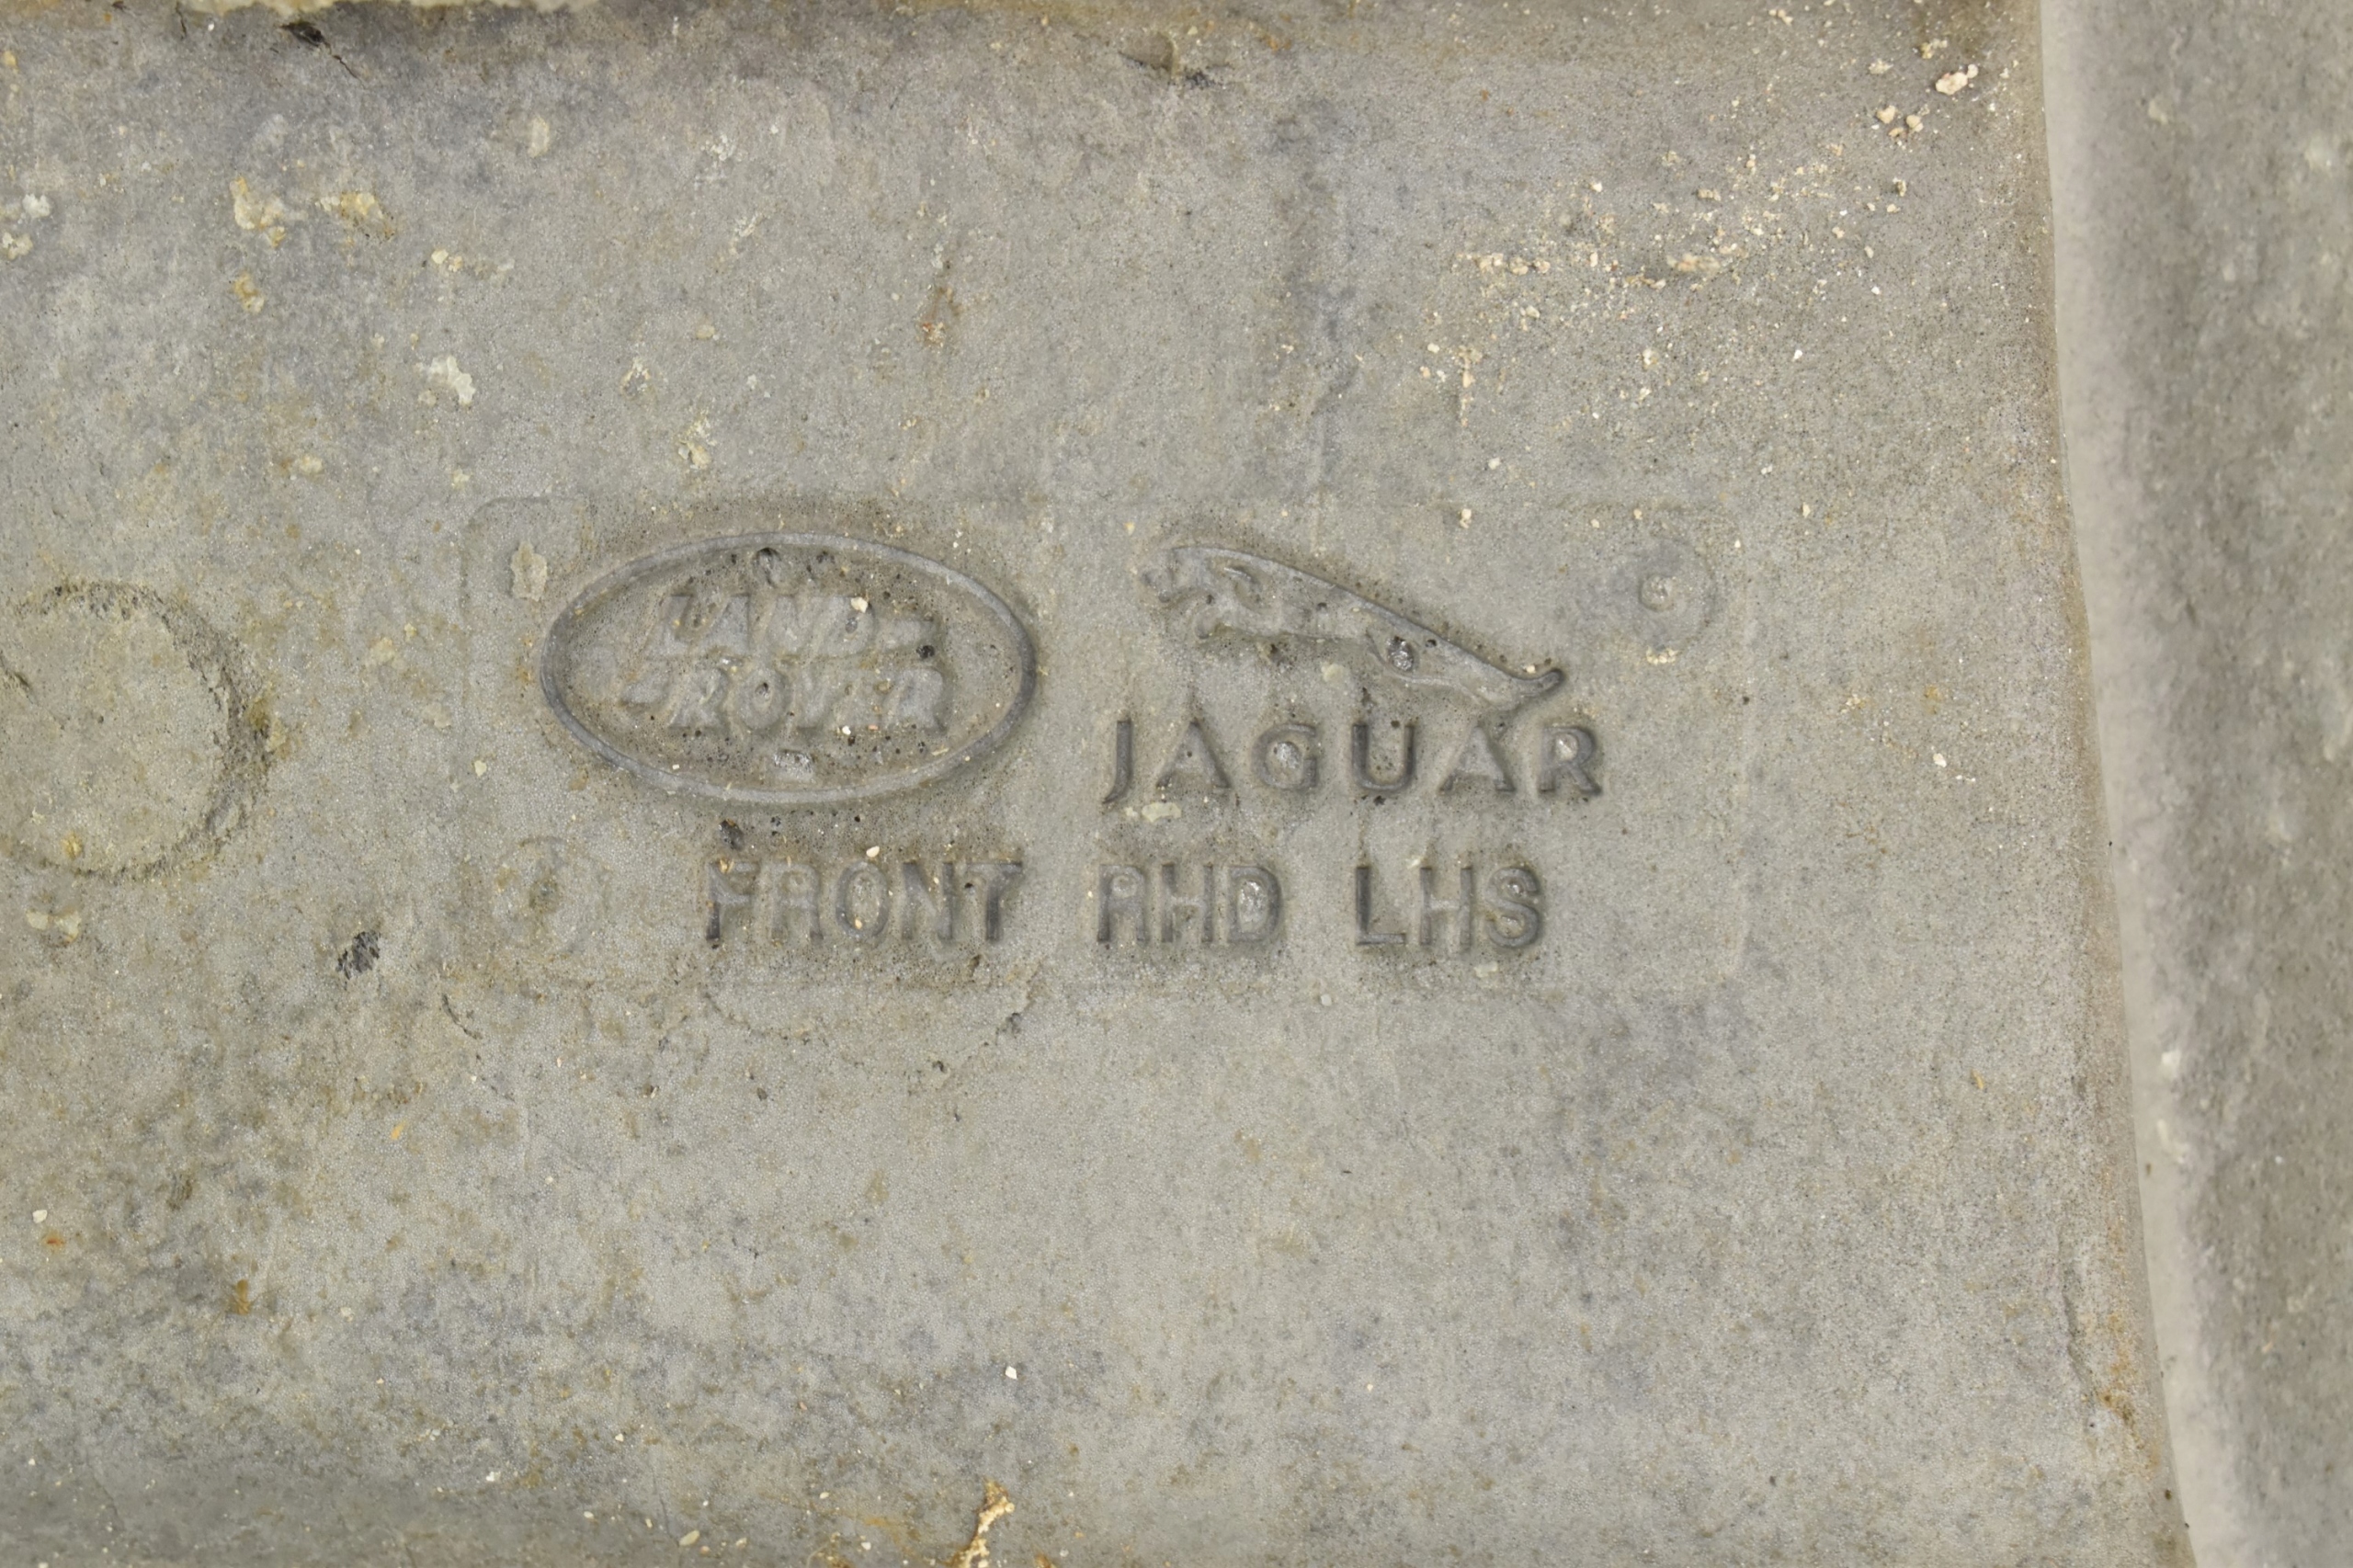 LAND-
-ROVER
JAGUAR
FRONT RHD LHS